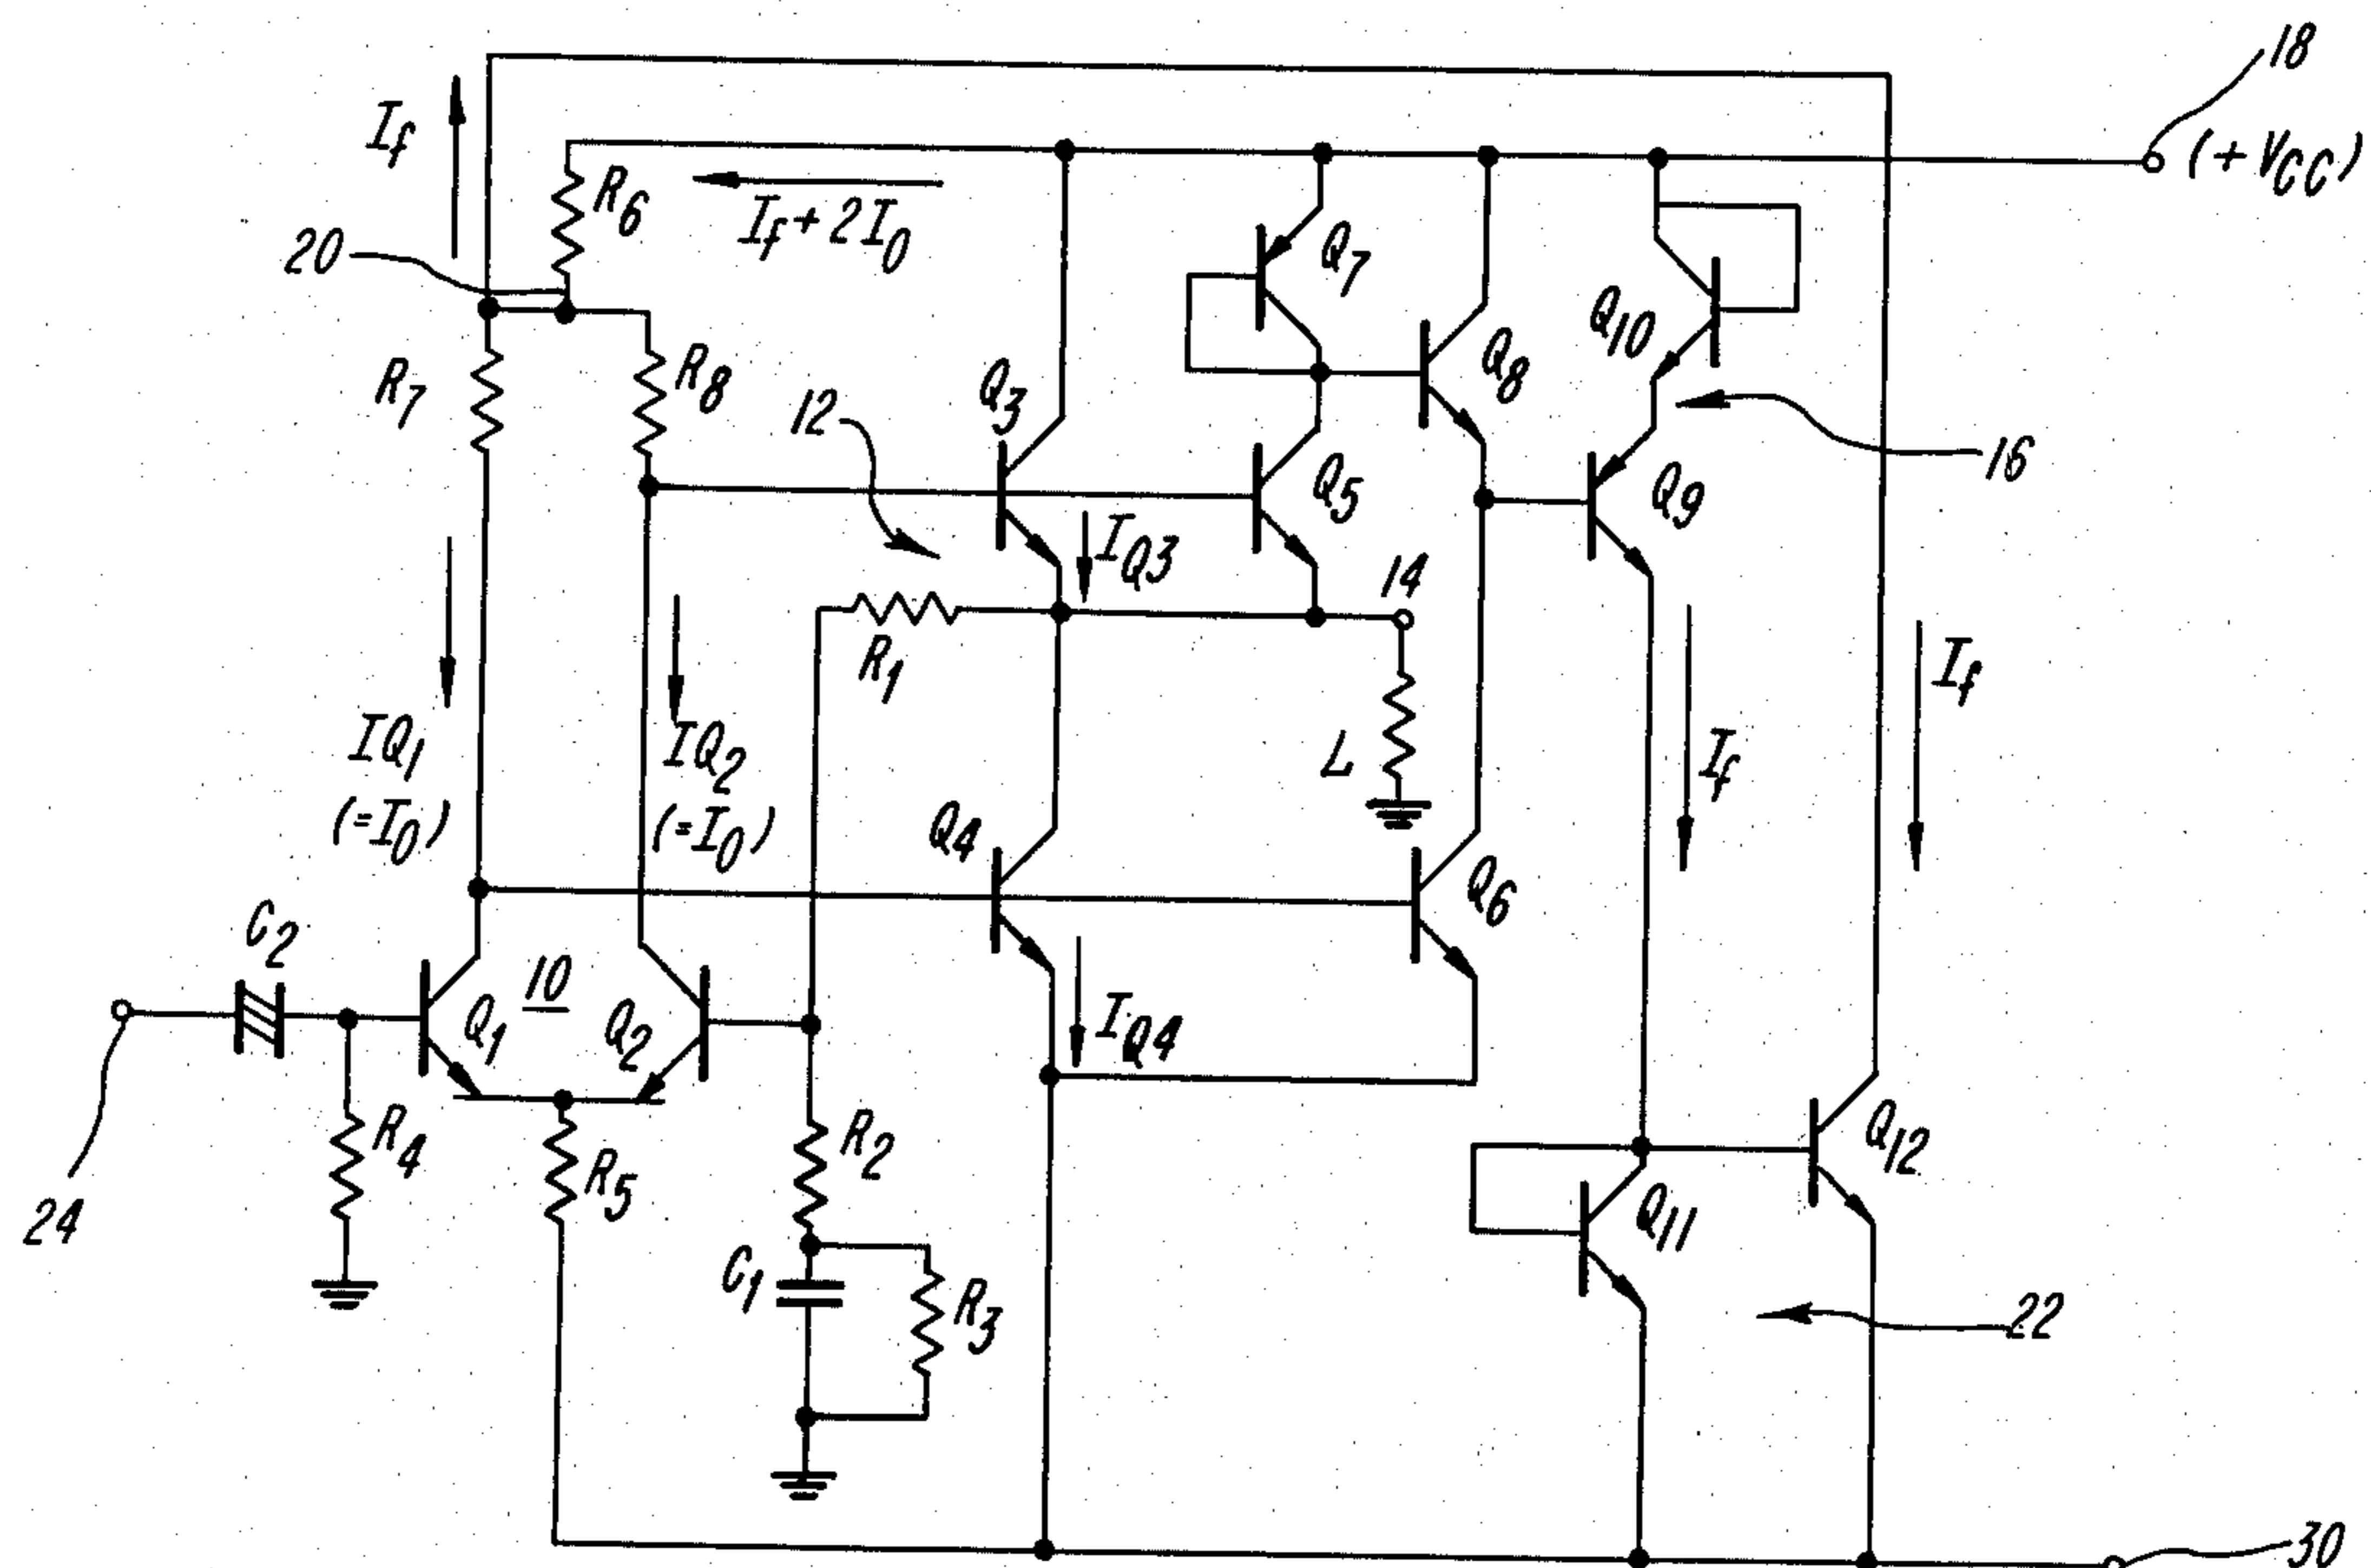 18
(+VCC)
If
R6
If+2I0
20
Q7
Q10
R7
R8
Q3
Q8
12
16
Q5
Q9
IQ3
14
R1
If
L
IQ1
(=I0)
IQ2
(=I0)
If
Q4
Q6
C2
10
Q1
Q2
IQ4
R4
R2
Q12
R5
24
Q11
C1
R3
22
30